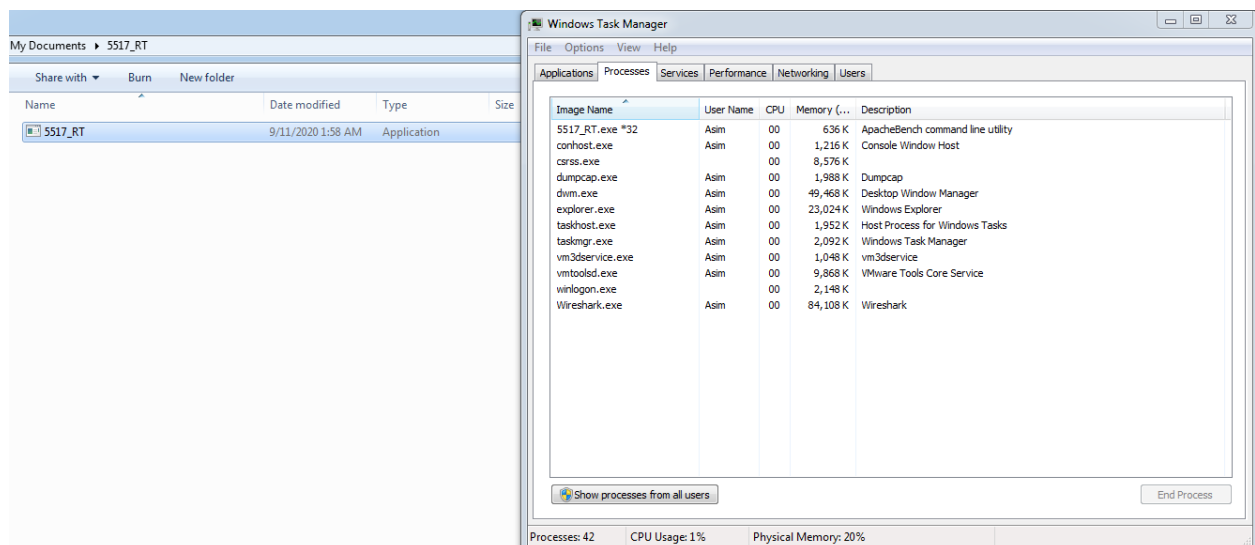 My Documents ▸ 5517_RT
Share with ▾ Burn New folder
Name Date modified Type Size
5517_RT 9/11/2020 1:58 AM Application
Windows Task Manager
File Options View Help
Applications Processes Services Performance Networking Users
Image Name User Name CPU Memory (... Description
5517_RT.exe *32 Asim 00 636 K ApacheBench command line utility
conhost.exe Asim 00 1,216 K Console Window Host
csrss.exe 00 8,576 K
dumpcap.exe Asim 00 1,988 K Dumpcap
dwm.exe Asim 00 49,468 K Desktop Window Manager
explorer.exe Asim 00 23,024 K Windows Explorer
taskhost.exe Asim 00 1,952 K Host Process for Windows Tasks
taskmgr.exe Asim 00 2,092 K Windows Task Manager
vm3dservice.exe Asim 00 1,048 K vm3dservice
vmtoolsd.exe Asim 00 9,868 K VMware Tools Core Service
winlogon.exe 00 2,148 K
Wireshark.exe Asim 00 84,108 K Wireshark
Show processes from all users End Process
Processes: 42 CPU Usage: 1% Physical Memory: 20%